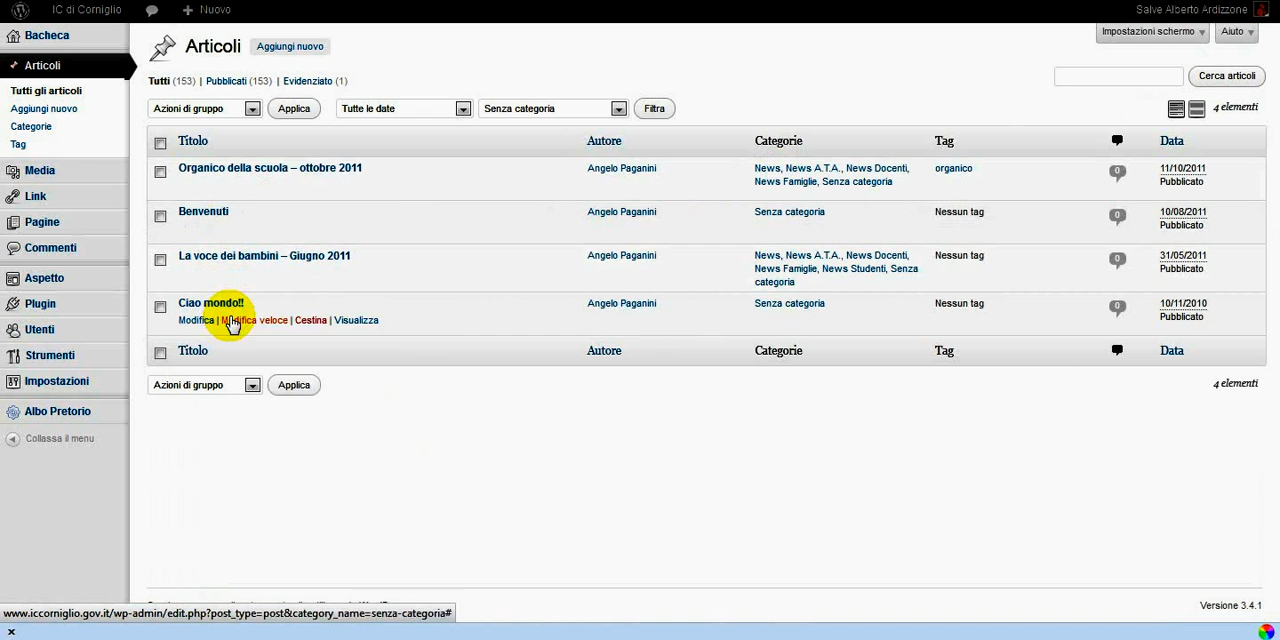 IC di Corniglio Nuovo Salve Alberto Ardizzone
Bacheca
Articoli
Tutti gli articoli
Aggiungi nuovo
Categorie
Tag
Media
Link
Pagine
Commenti
Aspetto
Plugin
Utenti
Strumenti
Impostazioni
Albo Pretorio
Collassa il menu
Impostazioni schermo Aiuto
Articoli Aggiungi nuovo
Tutti (153) | Pubblicati (153) | Evidenziato (1)
Cerca articoli
Azioni di gruppo Applica Tutte le date Senza categoria Filtra
4 elementi
Titolo Autore Categorie Tag Data
Organico della scuola – ottobre 2011 Angelo Paganini News, News A.T.A., News Docenti, organico 0 11/10/2011
News Famiglie, Senza categoria Pubblicato
Benvenuti Angelo Paganini Senza categoria Nessun tag 0 10/08/2011
Pubblicato
La voce dei bambini – Giugno 2011 Angelo Paganini News, News A.T.A., News Docenti, Nessun tag 0 31/05/2011
News Famiglie, News Studenti, Senza Pubblicato
categoria
Ciao mondo!! Angelo Paganini Senza categoria Nessun tag 0 10/11/2010
Modifica | Modifica veloce | Cestina | Visualizza Pubblicato
Titolo Autore Categorie Tag Data
Azioni di gruppo Applica 4 elementi
Versione 3.4.1
www.iccorniglio.gov.it/wp-admin/edit.php?post_type=post&category_name=senza-categoria#
x